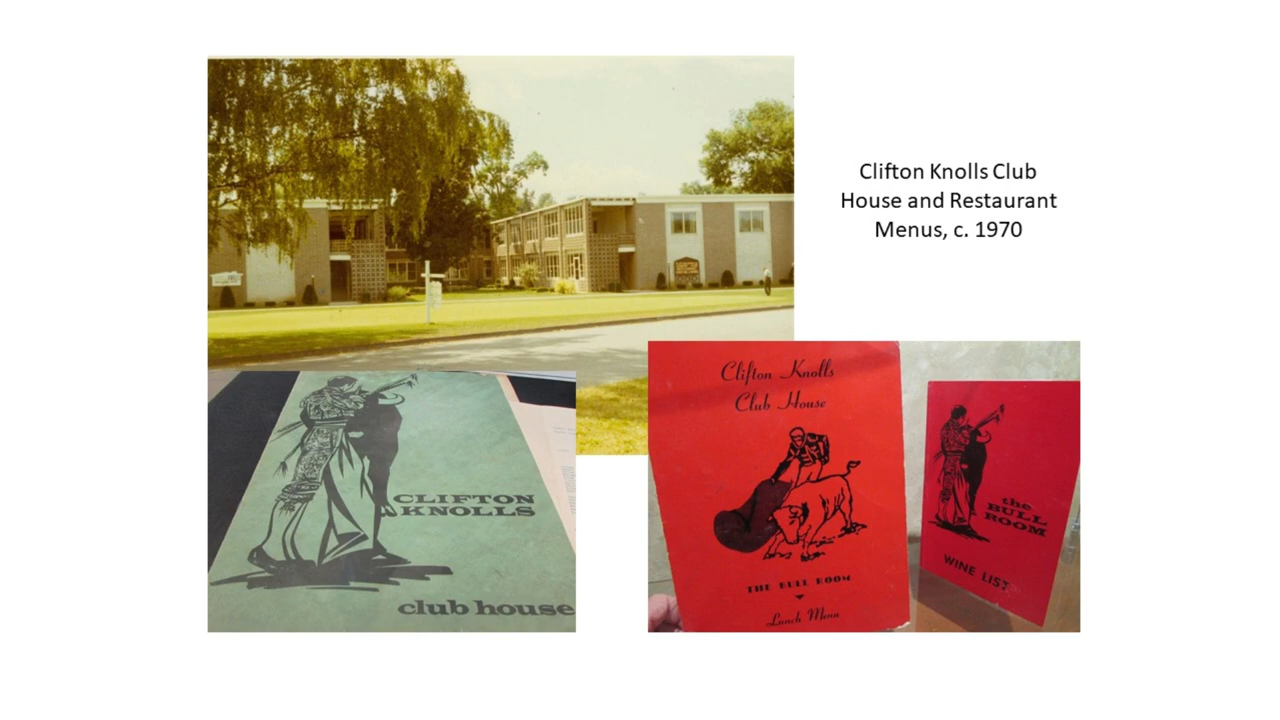 Clifton Knolls Club
House and Restaurant
Menus, c. 1970
CLIFTON
KNOLLS
club house
Clifton Knolls
Club House
THE BULL ROOM
Lunch Menu
the
BULL
ROOM
WINE LIST